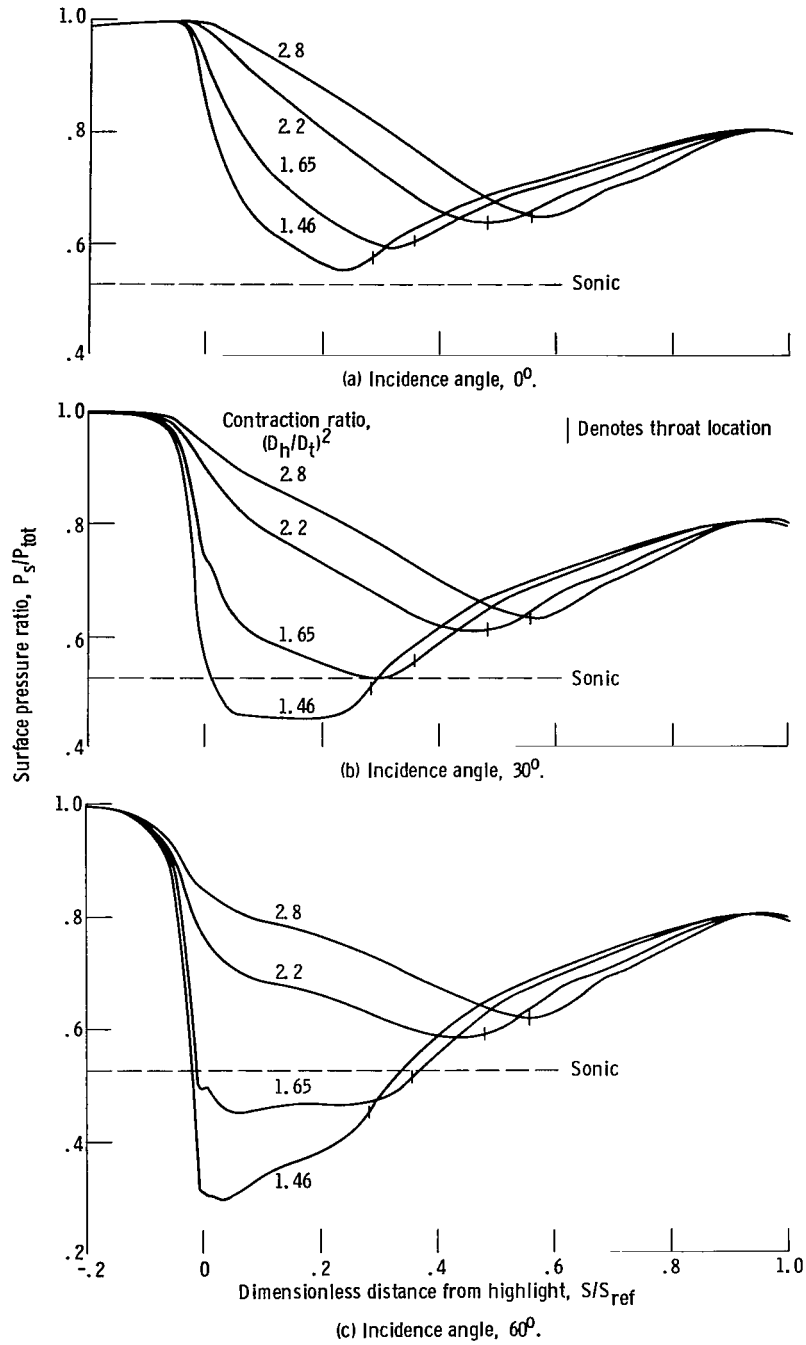 1.0
2.8
.8
2.2
1.65
1.46
.6
Sonic
.4
(a) Incidence angle, 0⁰.
1.0
Contraction ratio,
(Dh/Dt)²
Denotes throat location
2.8
.8
2.2
Surface pressure ratio, Ps/Ptot
.6
1.65
Sonic
1.46
.4
(b) Incidence angle, 30⁰.
1.0
2.8
.8
2.2
.6
Sonic
1.65
.4
1.46
.2
-.2 0 .2 .4 .6 .8 1.0
Dimensionless distance from highlight, S/Sref
(c) Incidence angle, 60⁰.